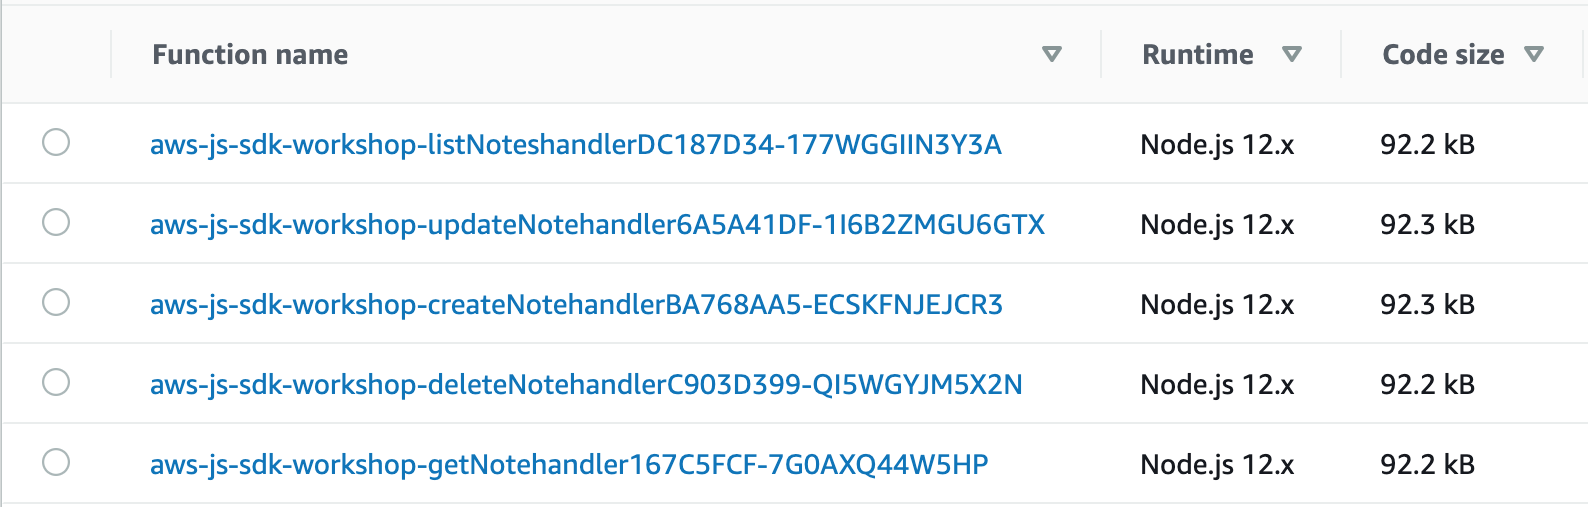 Function name Runtime Code size
aws-js-sdk-workshop-listNoteshandlerDC187D34-177WGGIIN3Y3A Node.js 12.x 92.2 kB
aws-js-sdk-workshop-updateNotehandler6A5A41DF-1I6B2ZMGU6GTX Node.js 12.x 92.3 kB
aws-js-sdk-workshop-createNotehandlerBA768AA5-ECSKFNJEJCR3 Node.js 12.x 92.3 kB
aws-js-sdk-workshop-deleteNotehandlerC903D399-QI5WGYJM5X2N Node.js 12.x 92.2 kB
aws-js-sdk-workshop-getNotehandler167C5FCF-7G0AXQ44W5HP Node.js 12.x 92.2 kB